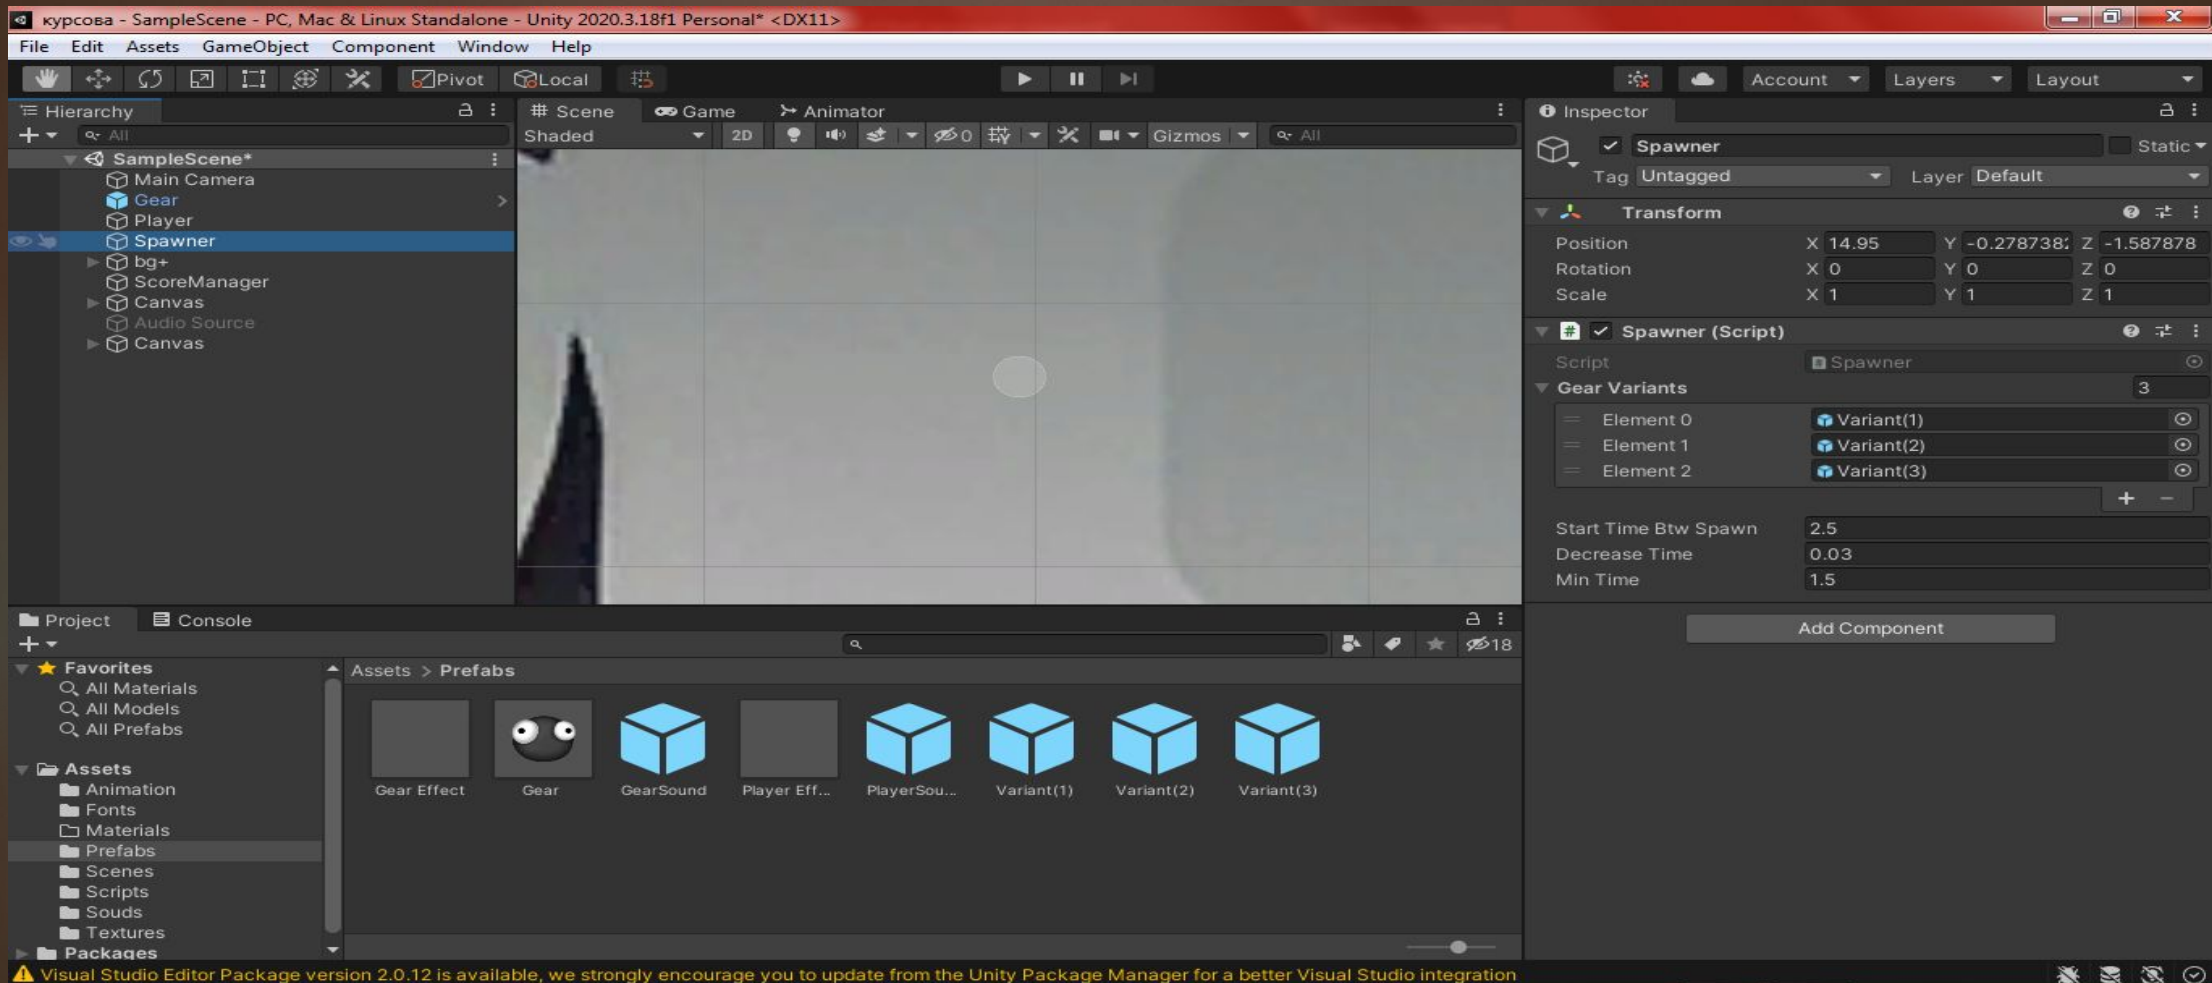 курсова - SampleScene - PC, Mac & Linux Standalone - Unity 2020.3.18f1 Personal* <DX11>
File Edit Assets GameObject Component Window Help
Pivot Local Account Layers Layout
Hierarchy
All
SampleScene*
Main Camera
Gear
Player
Spawner
bg+
ScoreManager
Canvas
Audio Source
Canvas
Scene Game Animator
Shaded 2D 0 Gizmos All
Inspector
Spawner Static
Tag Untagged Layer Default
Transform
Position X 14.95 Y -0.2787382 Z -1.587878
Rotation X 0 Y 0 Z 0
Scale X 1 Y 1 Z 1
Spawner (Script)
Script Spawner
Gear Variants 3
Element 0 Variant(1)
Element 1 Variant(2)
Element 2 Variant(3)
Start Time Btw Spawn 2.5
Decrease Time 0.03
Min Time 1.5
Add Component
Project Console
18
Favorites
All Materials
All Models
All Prefabs
Assets
Animation
Fonts
Materials
Prefabs
Scenes
Scripts
Souds
Textures
Packages
Assets > Prefabs
Gear Effect Gear GearSound Player Eff... PlayerSou... Variant(1) Variant(2) Variant(3)
Visual Studio Editor Package version 2.0.12 is available, we strongly encourage you to update from the Unity Package Manager for a better Visual Studio integration